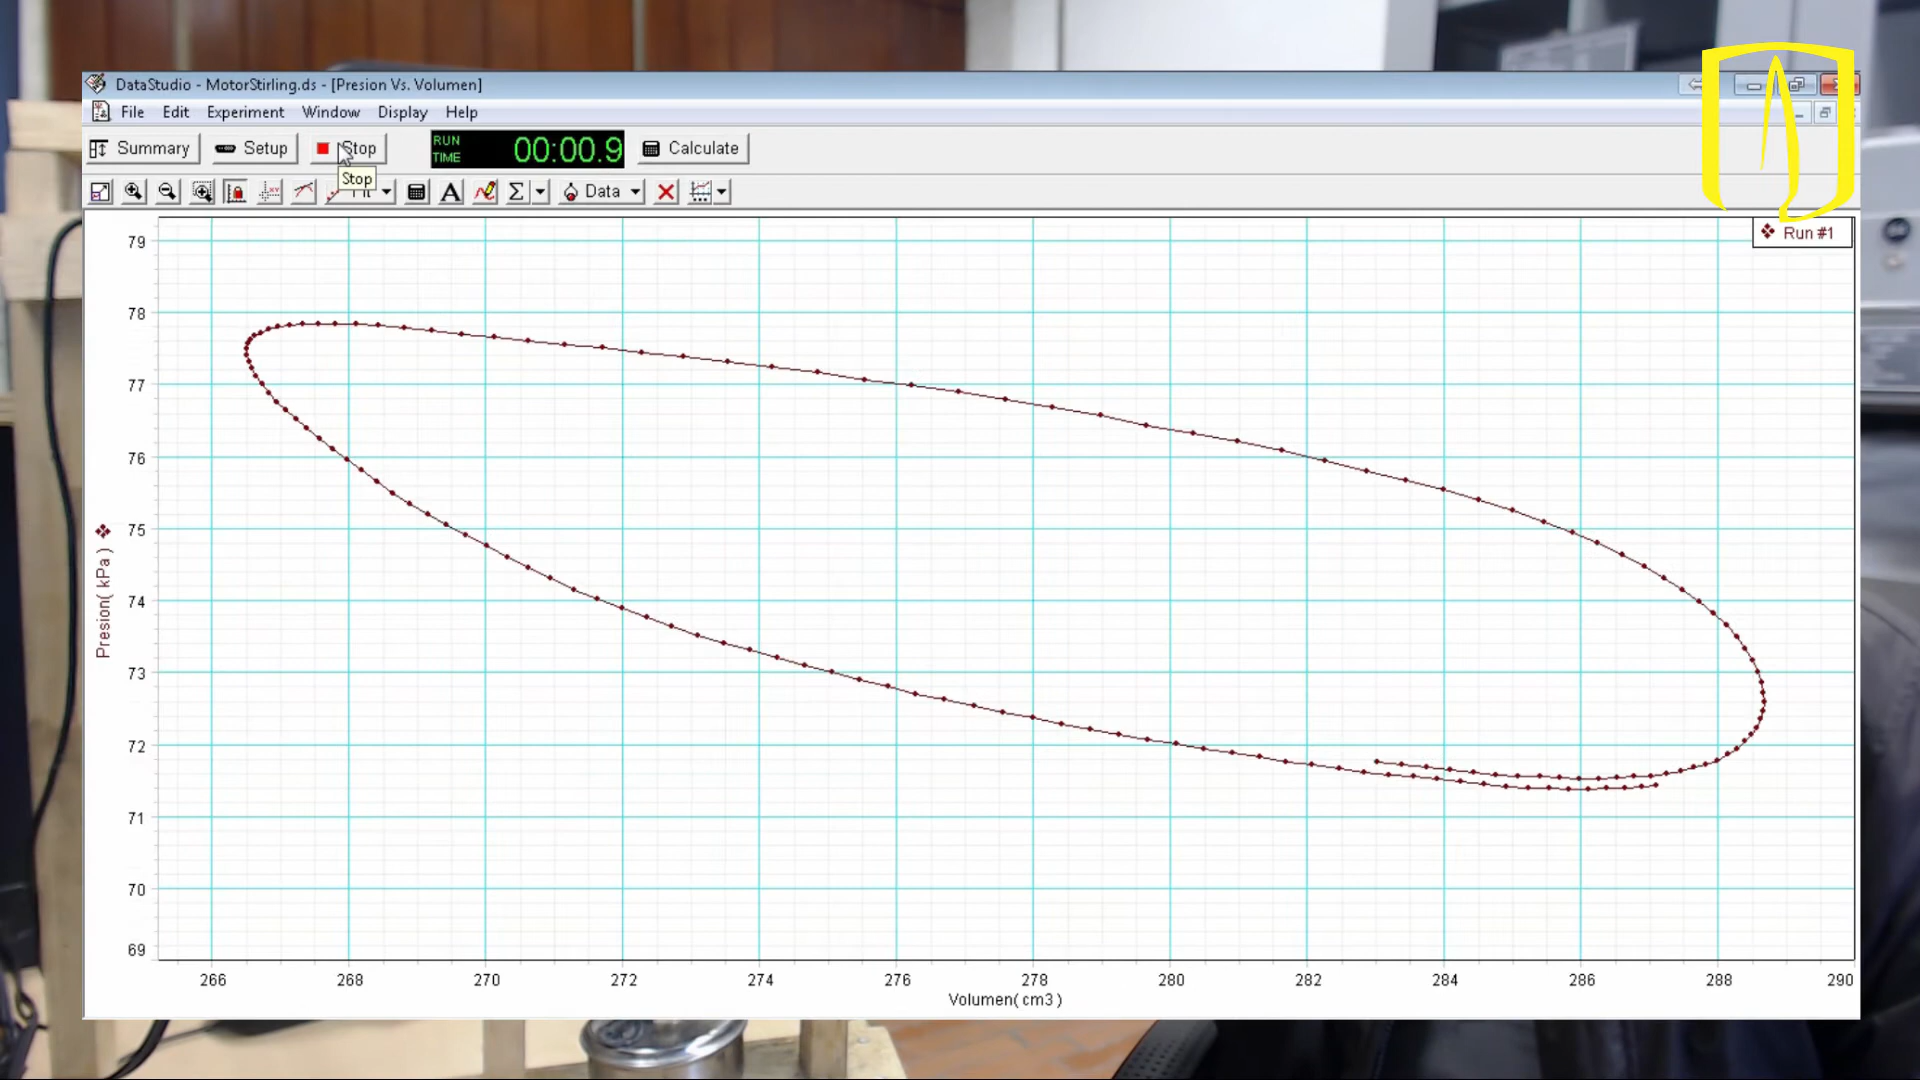 DataStudio - MotorStirling.ds - [Presion Vs. Volumen]
File Edit Experiment Window Display Help
Summary Setup Stop RUN TIME 00:00.9 Calculate
Stop
Fit A Σ Data
Run #1
79
78
77
76
75
74
73
72
71
70
69
Presion( kPa )
266 268 270 272 274 276 278 280 282 284 286 288 290
Volumen( cm3 )